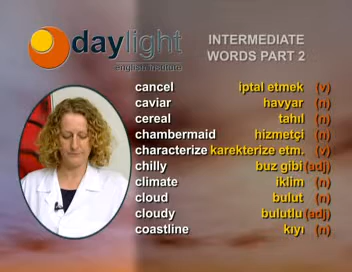 daylight
english institute
INTERMEDIATE
WORDS PART 2
cancel iptal etmek (v)
caviar havyar (n)
cereal tahıl (n)
chambermaid hizmetçi (n)
characterize karekterize etm. (v)
chilly buz gibi (adj)
climate iklim (n)
cloud bulut (n)
cloudy bulutlu (adj)
coastline kıyı (n)